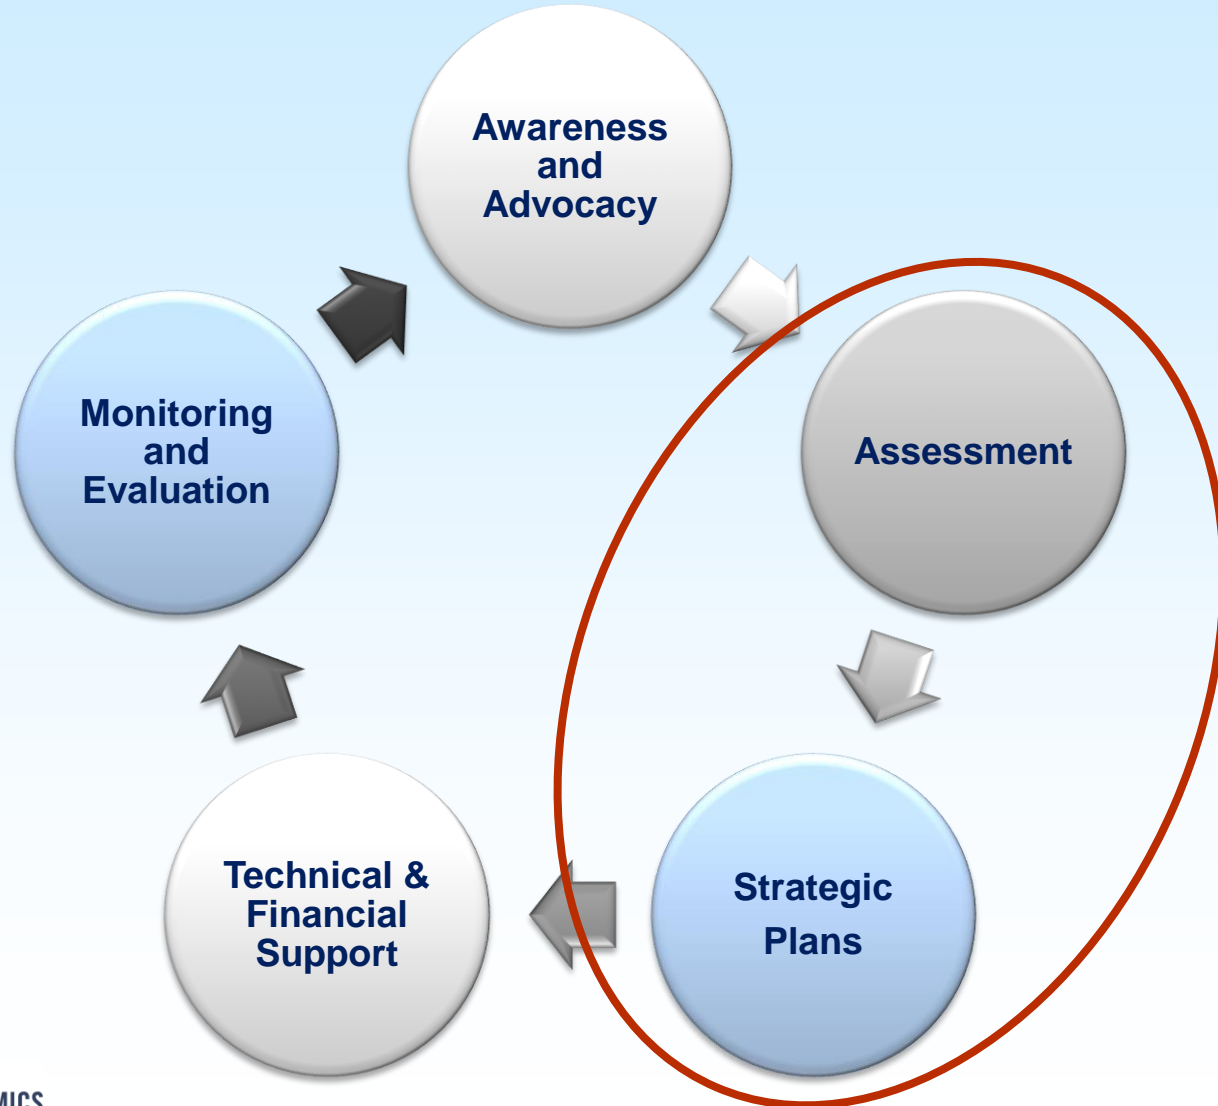 Awareness
and
Advocacy
Assessment
Strategic
Plans
Technical &
Financial
Support
Monitoring
and
Evaluation